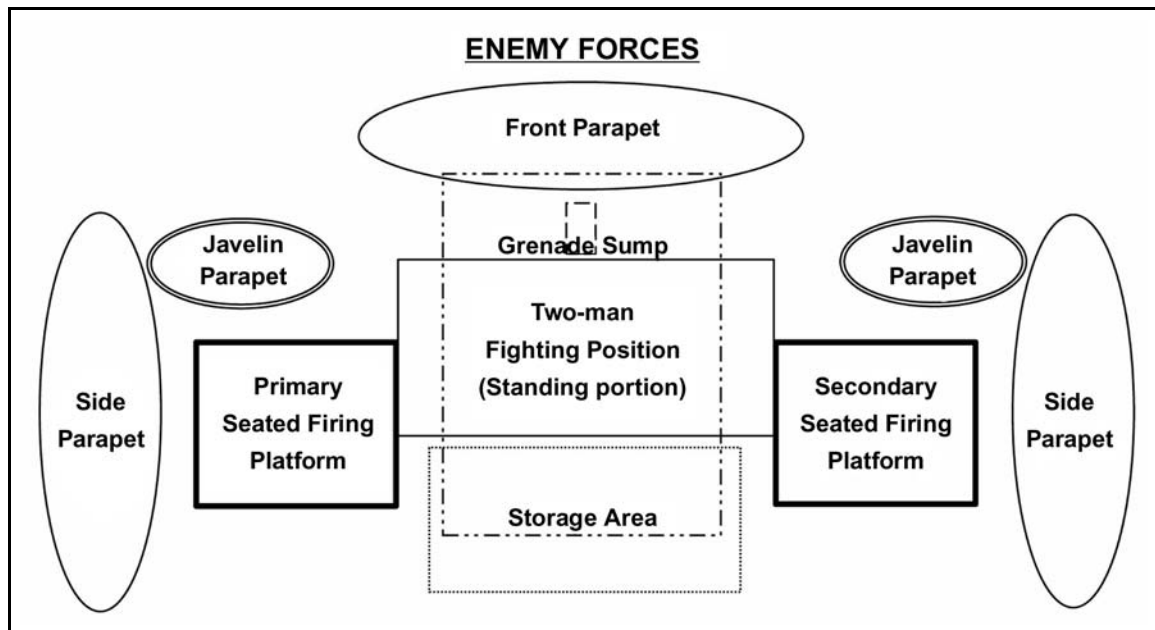 ENEMY FORCES
Front Parapet
Javelin
Parapet
Grenade Sump
Javelin
Parapet
Two-man
Fighting Position
(Standing portion)
Side
Parapet
Primary
Seated Firing
Platform
Secondary
Seated Firing
Platform
Side
Parapet
Storage Area